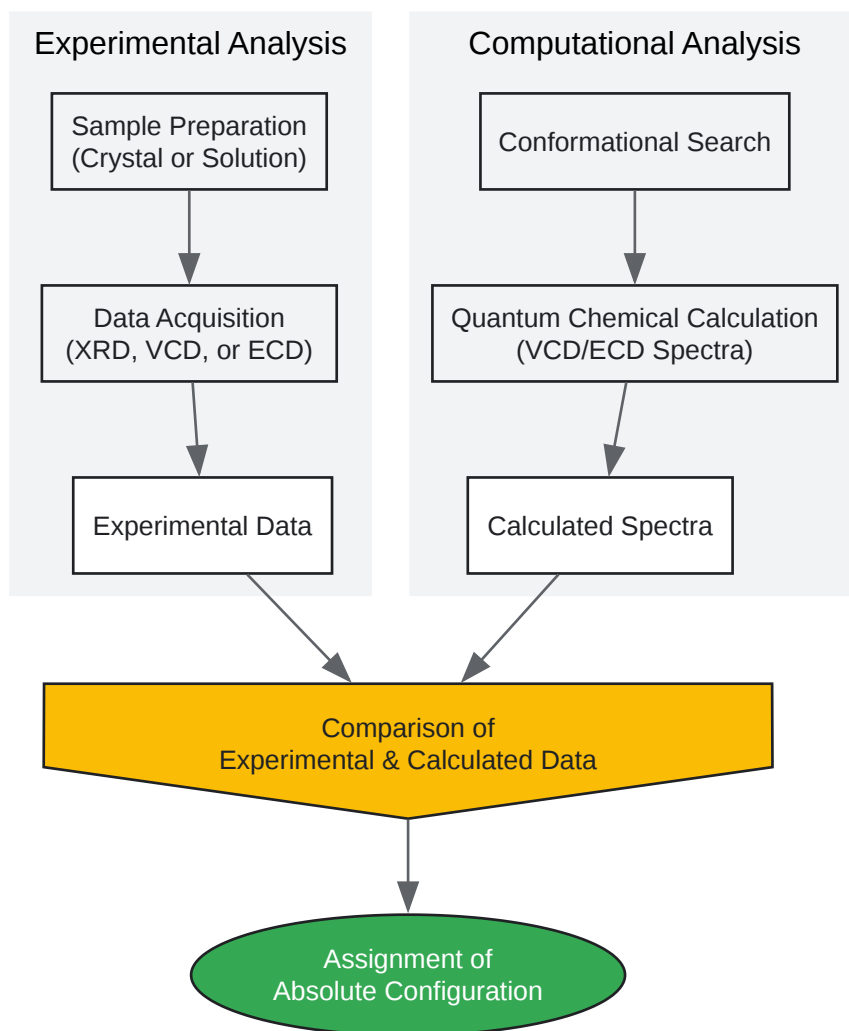 Experimental Analysis
Sample Preparation
(Crystal or Solution)
Data Acquisition
(XRD, VCD, or ECD)
Experimental Data
Computational Analysis
Conformational Search
Quantum Chemical Calculation
(VCD/ECD Spectra)
Calculated Spectra
Comparison of
Experimental & Calculated Data
Assignment of
Absolute Configuration